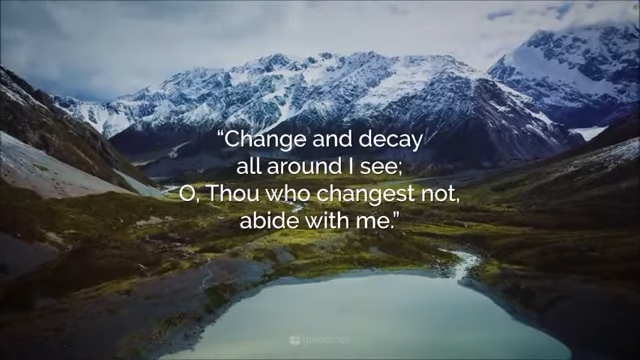 “Change and decay
all around I see;
O, Thou who changest not,
abide with me.”